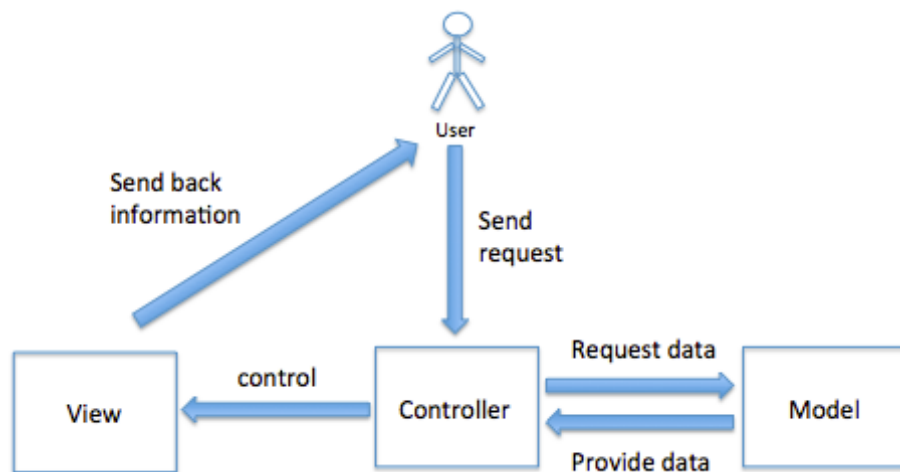 User
Send back
information
Send
request
Request data
control
View
Controller
Model
Provide data